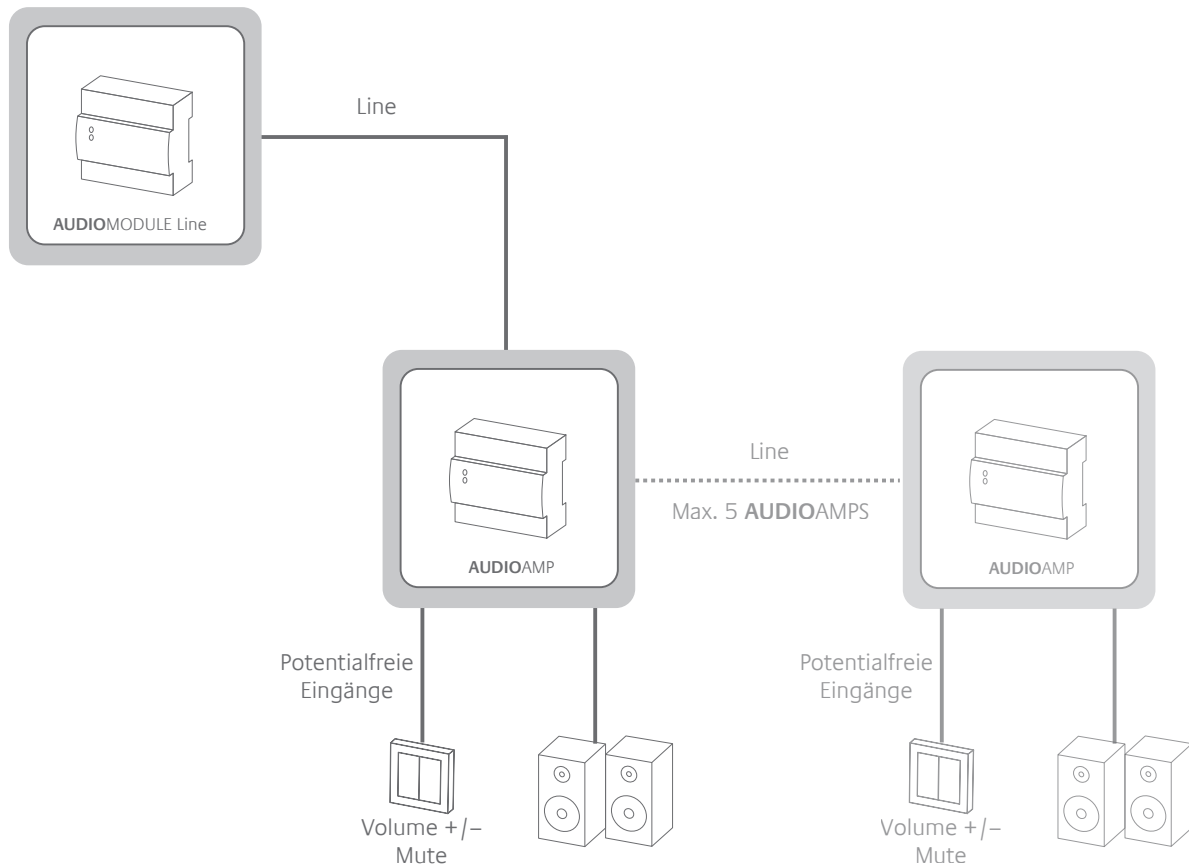 Line
AUDIOMODULE Line
Line
Max. 5 AUDIOAMPS
AUDIOAMP
AUDIOAMP
Potentialfreie
Eingänge
Potentialfreie
Eingänge
Volume +/–
Mute
Volume +/–
Mute